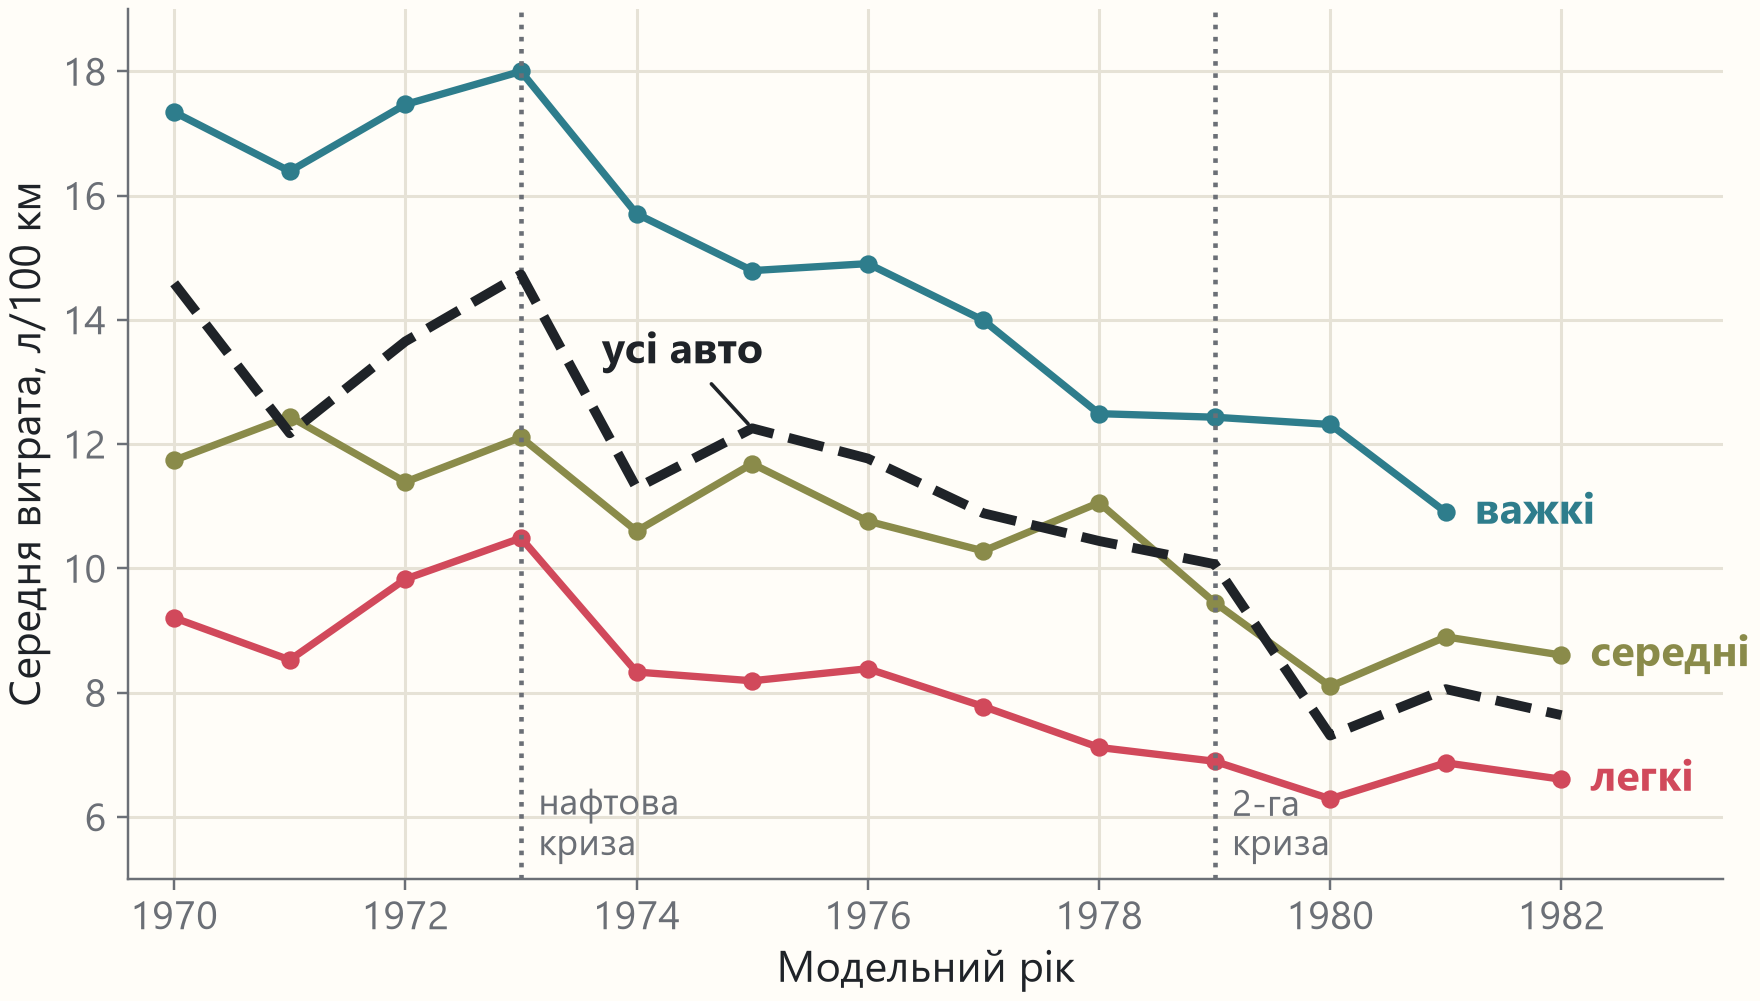 Середня витрата, л/100 км
18
16
14
12
10
8
6
усі авто
важкі
середні
легкі
нафтова
криза
2-га
криза
1970
1972
1974
1976
1978
1980
1982
Модельний рік